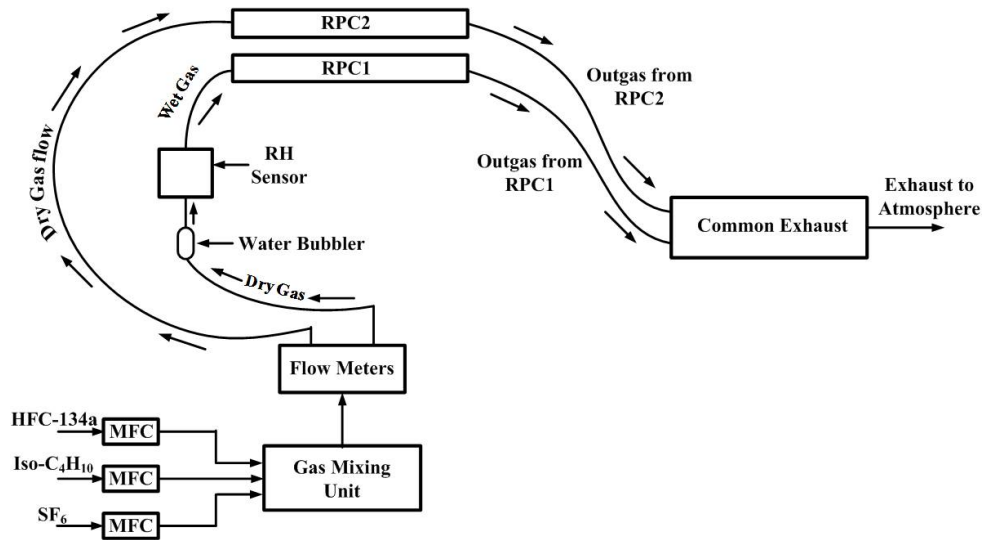 RPC2
RPC1
Wet Gas
Outgas from
RPC2
Dry Gas flow
RH
Sensor
Outgas from
RPC1
Exhaust to
Atmosphere
Common Exhaust
Water Bubbler
Dry Gas
Flow Meters
HFC-134a
MFC
Iso-C₄H₁₀
MFC
Gas Mixing
Unit
SF₆
MFC